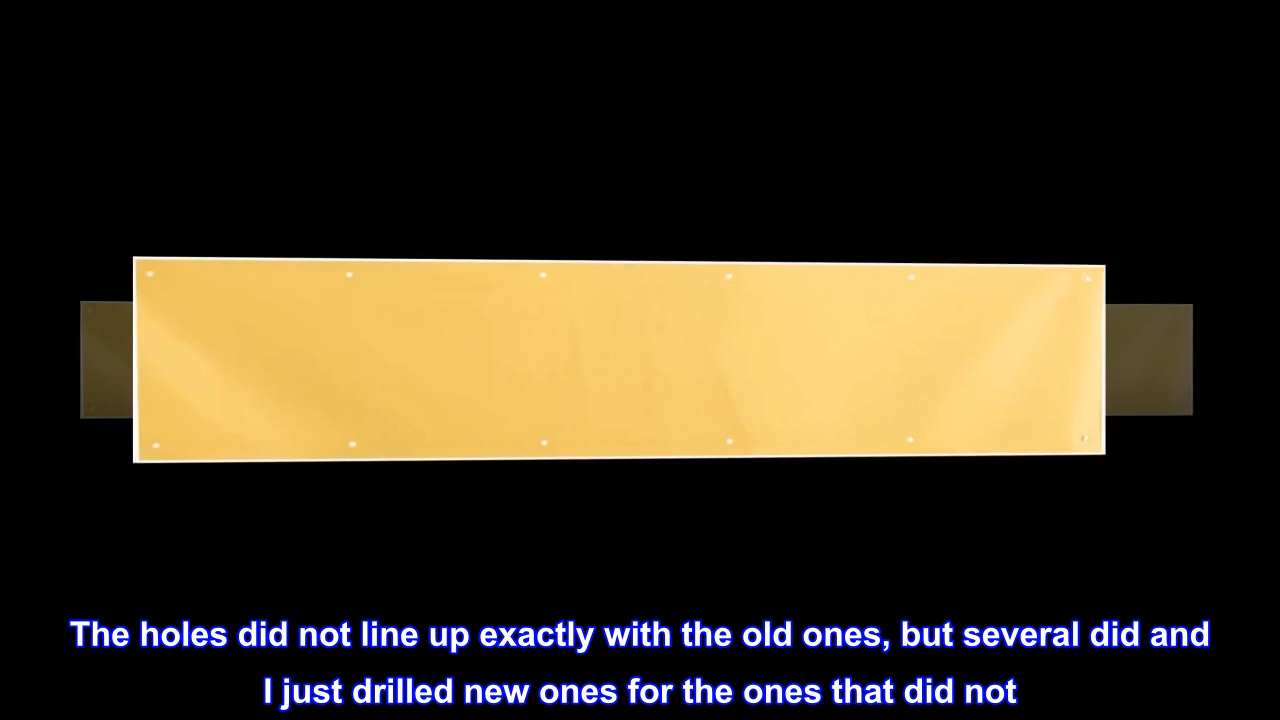 The holes did not line up exactly with the old ones, but several did and
I just drilled new ones for the ones that did not